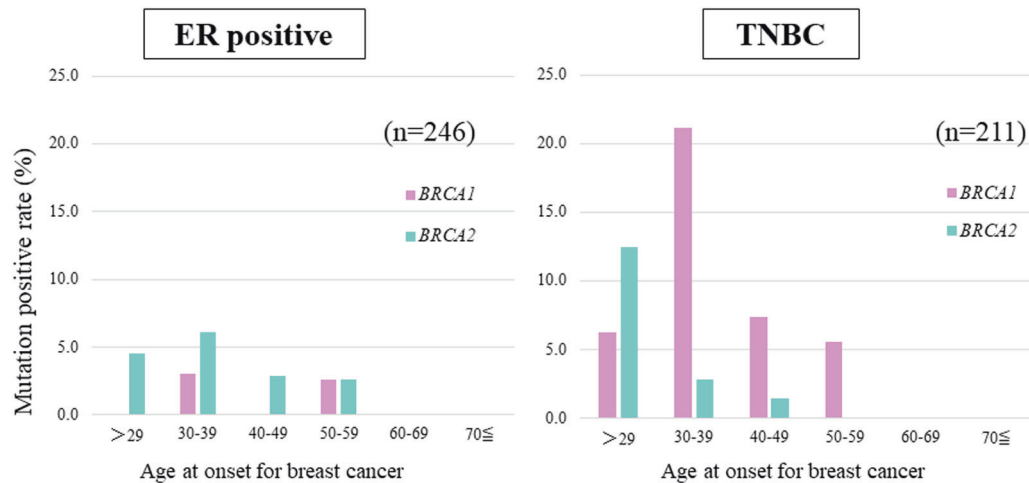 ER positive
TNBC
Mutation positive rate (%)
25.0
20.0
15.0
10.0
5.0
0.0
(n=246)
BRCA1
BRCA2
>29 30-39 40-49 50-59 60-69 70≦
Age at onset for breast cancer
25.0
20.0
15.0
10.0
5.0
0.0
(n=211)
BRCA1
BRCA2
>29 30-39 40-49 50-59 60-69 70≦
Age at onset for breast cancer